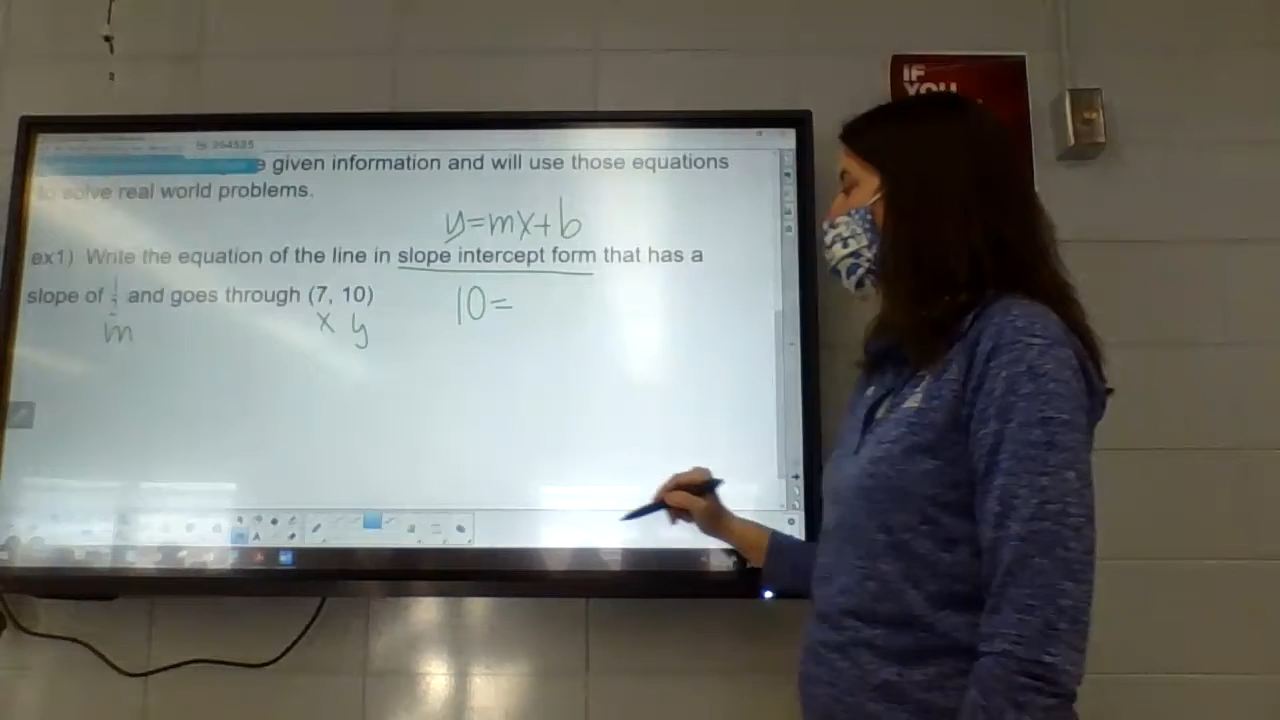 264525
given information and will use those equations
to solve real world problems.
y=mx+b
ex1) Write the equation of the line in slope intercept form that has a
slope of and goes through (7, 10)
10=
m
x y
IF
YOU